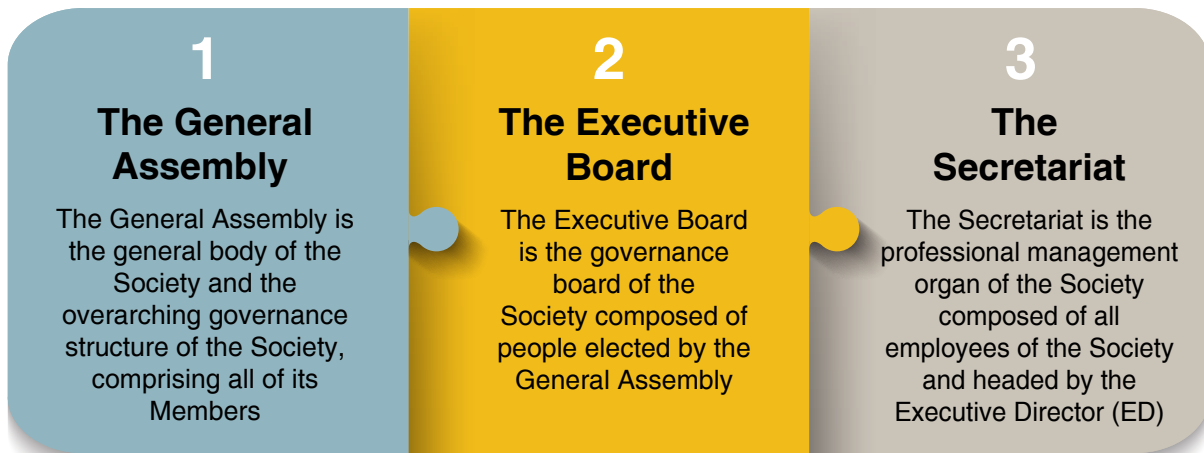 1
The General
Assembly
The General Assembly is
the general body of the
Society and the
overarching governance
structure of the Society,
comprising all of its
Members
2
The Executive
Board
The Executive Board
is the governance
board of the
Society composed of
people elected by the
General Assembly
3
The
Secretariat
The Secretariat is the
professional management
organ of the Society
composed of all
employees of the Society
and headed by the
Executive Director (ED)